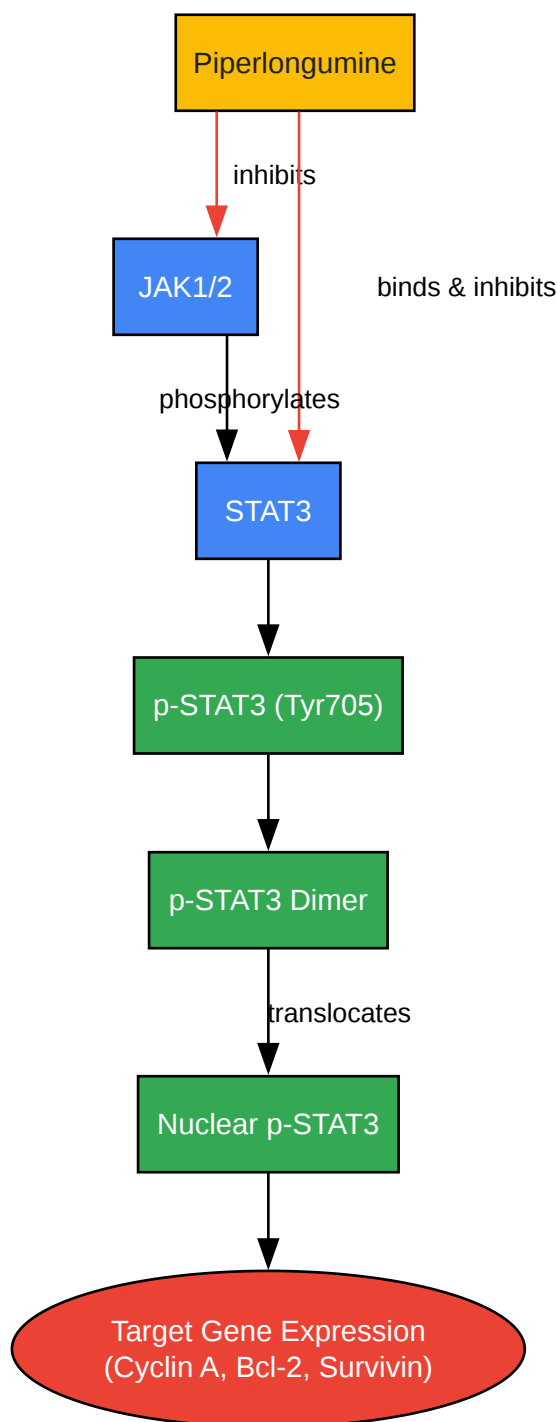 Piperlongumine
inhibits
JAK1/2
binds & inhibits
phosphorylates
STAT3
p-STAT3 (Tyr705)
p-STAT3 Dimer
translocates
Nuclear p-STAT3
Target Gene Expression
(Cyclin A, Bcl-2, Survivin)